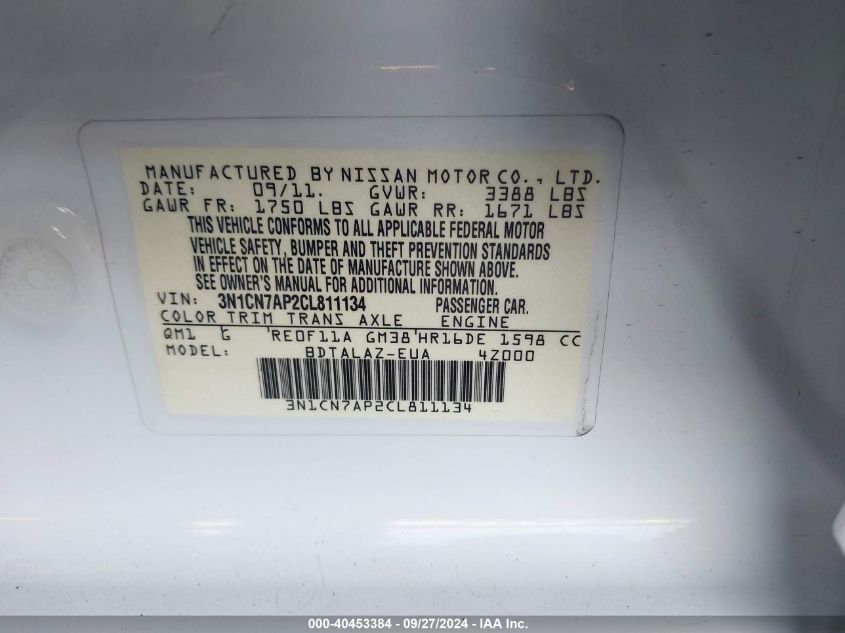 MANUFACTURED BY NISSAN MOTOR CO., LTD.
DATE: 09/11. GVWR: 3388 LBS
GAWR FR: 1750 LBS GAWR RR: 1671 LBS
THIS VEHICLE CONFORMS TO ALL APPLICABLE FEDERAL MOTOR
VEHICLE SAFETY, BUMPER AND THEFT PREVENTION STANDARDS
IN EFFECT ON THE DATE OF MANUFACTURE SHOWN ABOVE.
SEE OWNER'S MANUAL FOR ADDITIONAL INFORMATION.
VIN: 3N1CN7AP2CL811134 PASSENGER CAR.
COLOR TRIM TRANS AXLE ENGINE
QM1 G RE0F11A GM38 HR16DE 1598 CC
MODEL: BDTALAZ-EUA 4Z000
3N1CN7AP2CL811134
000-40453384 - 09/27/2024 - IAA Inc.